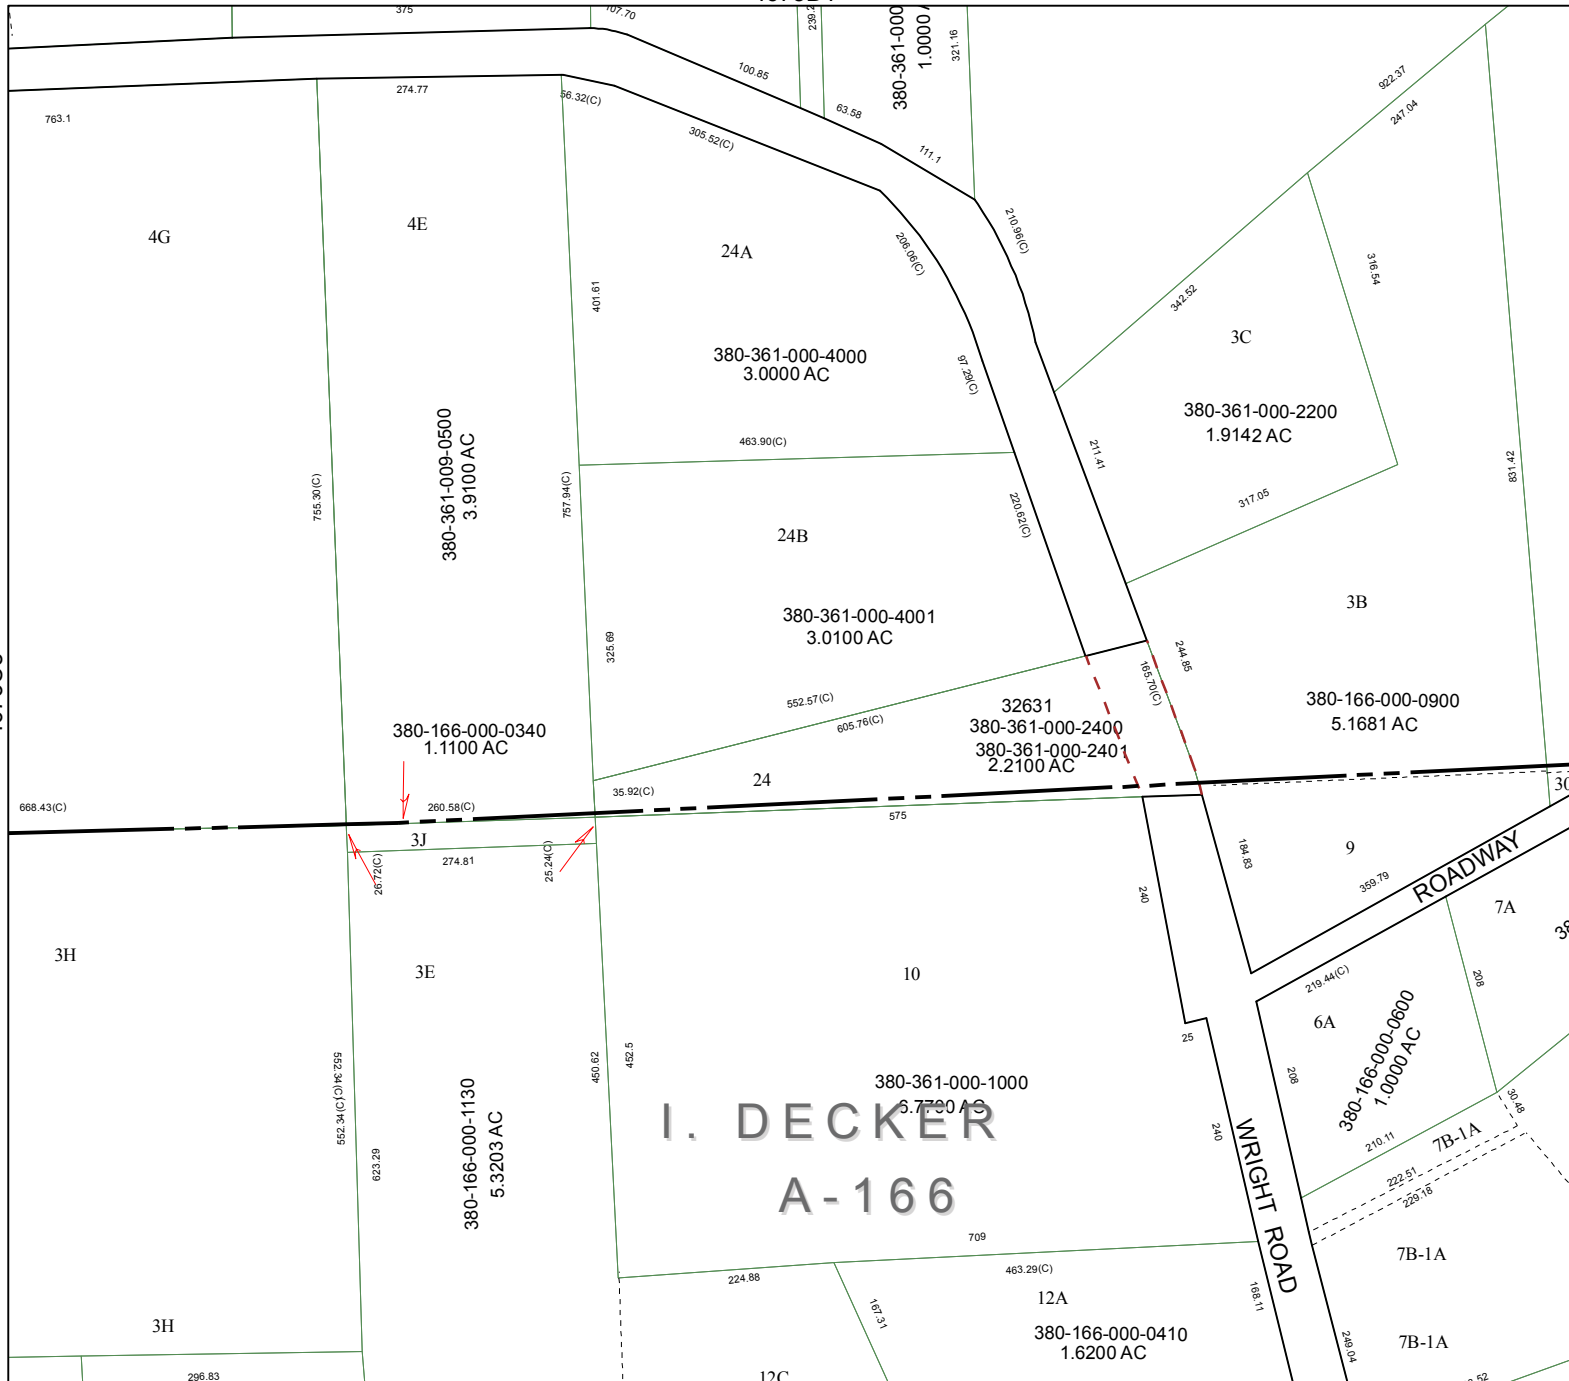 375
107.70
380-361-000
1.0000
321.16
100.85
63.58
111.1
922.37
247.04
763.1
274.77
56.32(C)
305.52(C)
206.06(C)
210.96(C)
4G
4E
24A
401.61
316.54
342.52
3C
380-361-000-4000
3.0000 AC
97.29(C)
380-361-000-2200
1.9142 AC
380-361-009-0500
3.9100 AC
463.90(C)
211.41
831.42
755.30(C)
757.94(C)
317.05
220.62(C)
24B
3B
380-361-000-4001
3.0100 AC
325.69
244.85
165.70(C)
552.57(C)
605.76(C)
32631
380-361-000-2400
380-361-000-2401
2.2100 AC
380-166-000-0900
5.1681 AC
380-166-000-0340
1.1100 AC
24
35.92(C)
668.43(C)
260.58(C)
575
30
3J
274.81
26.72(C)
25.24(C)
184.83
9
359.79
ROADWAY
240
7A
38
3H
3E
10
219.44(C)
208
6A
25
380-166-000-0600
1.0000 AC
552.34(C)
552.34(C)
450.62
452.5
208
380-361-000-1000
6.7700 AC
I. DECKER
A-166
30.48
240
WRIGHT ROAD
210.11
7B-1A
222.51
229.18
380-166-000-1130
5.3203 AC
623.29
709
463.29(C)
224.88
7B-1A
167.31
12A
168.11
3H
380-166-000-0410
1.6200 AC
249.04
7B-1A
296.83
12C